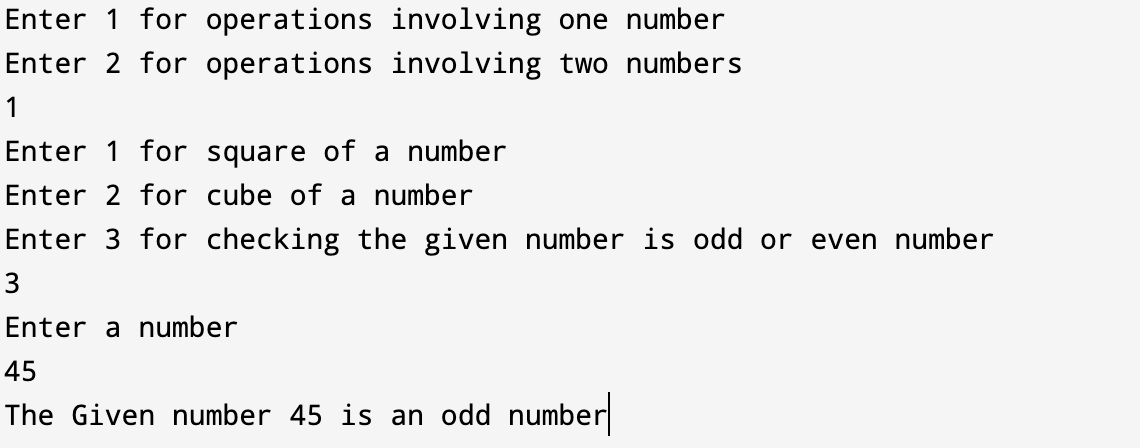 Enter 1 for operations involving one number
Enter 2 for operations involving two numbers
1
Enter 1 for square of a number
Enter 2 for cube of a number
Enter 3 for checking the given number is odd or even number
3
Enter a number
45
The Given number 45 is an odd number